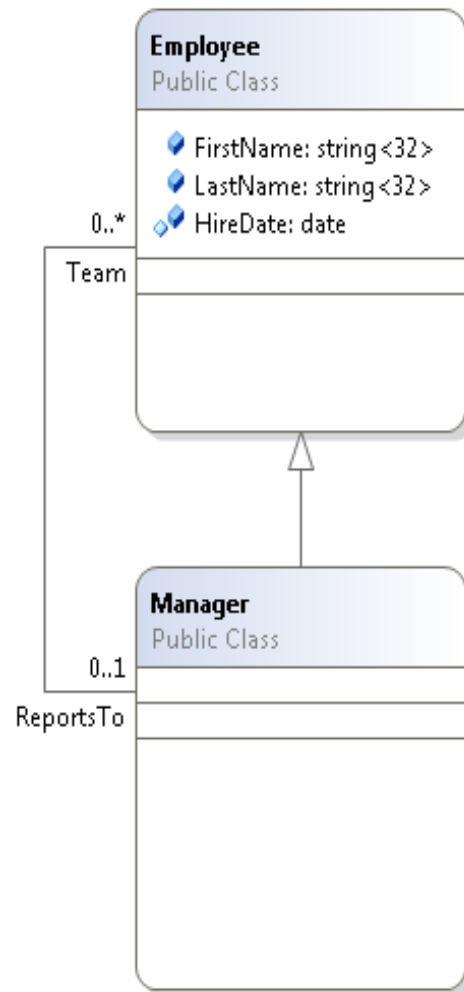 Employee
Public Class
FirstName: string<32>
LastName: string<32>
0..*
HireDate: date
Team
Manager
Public Class
0..1
ReportsTo